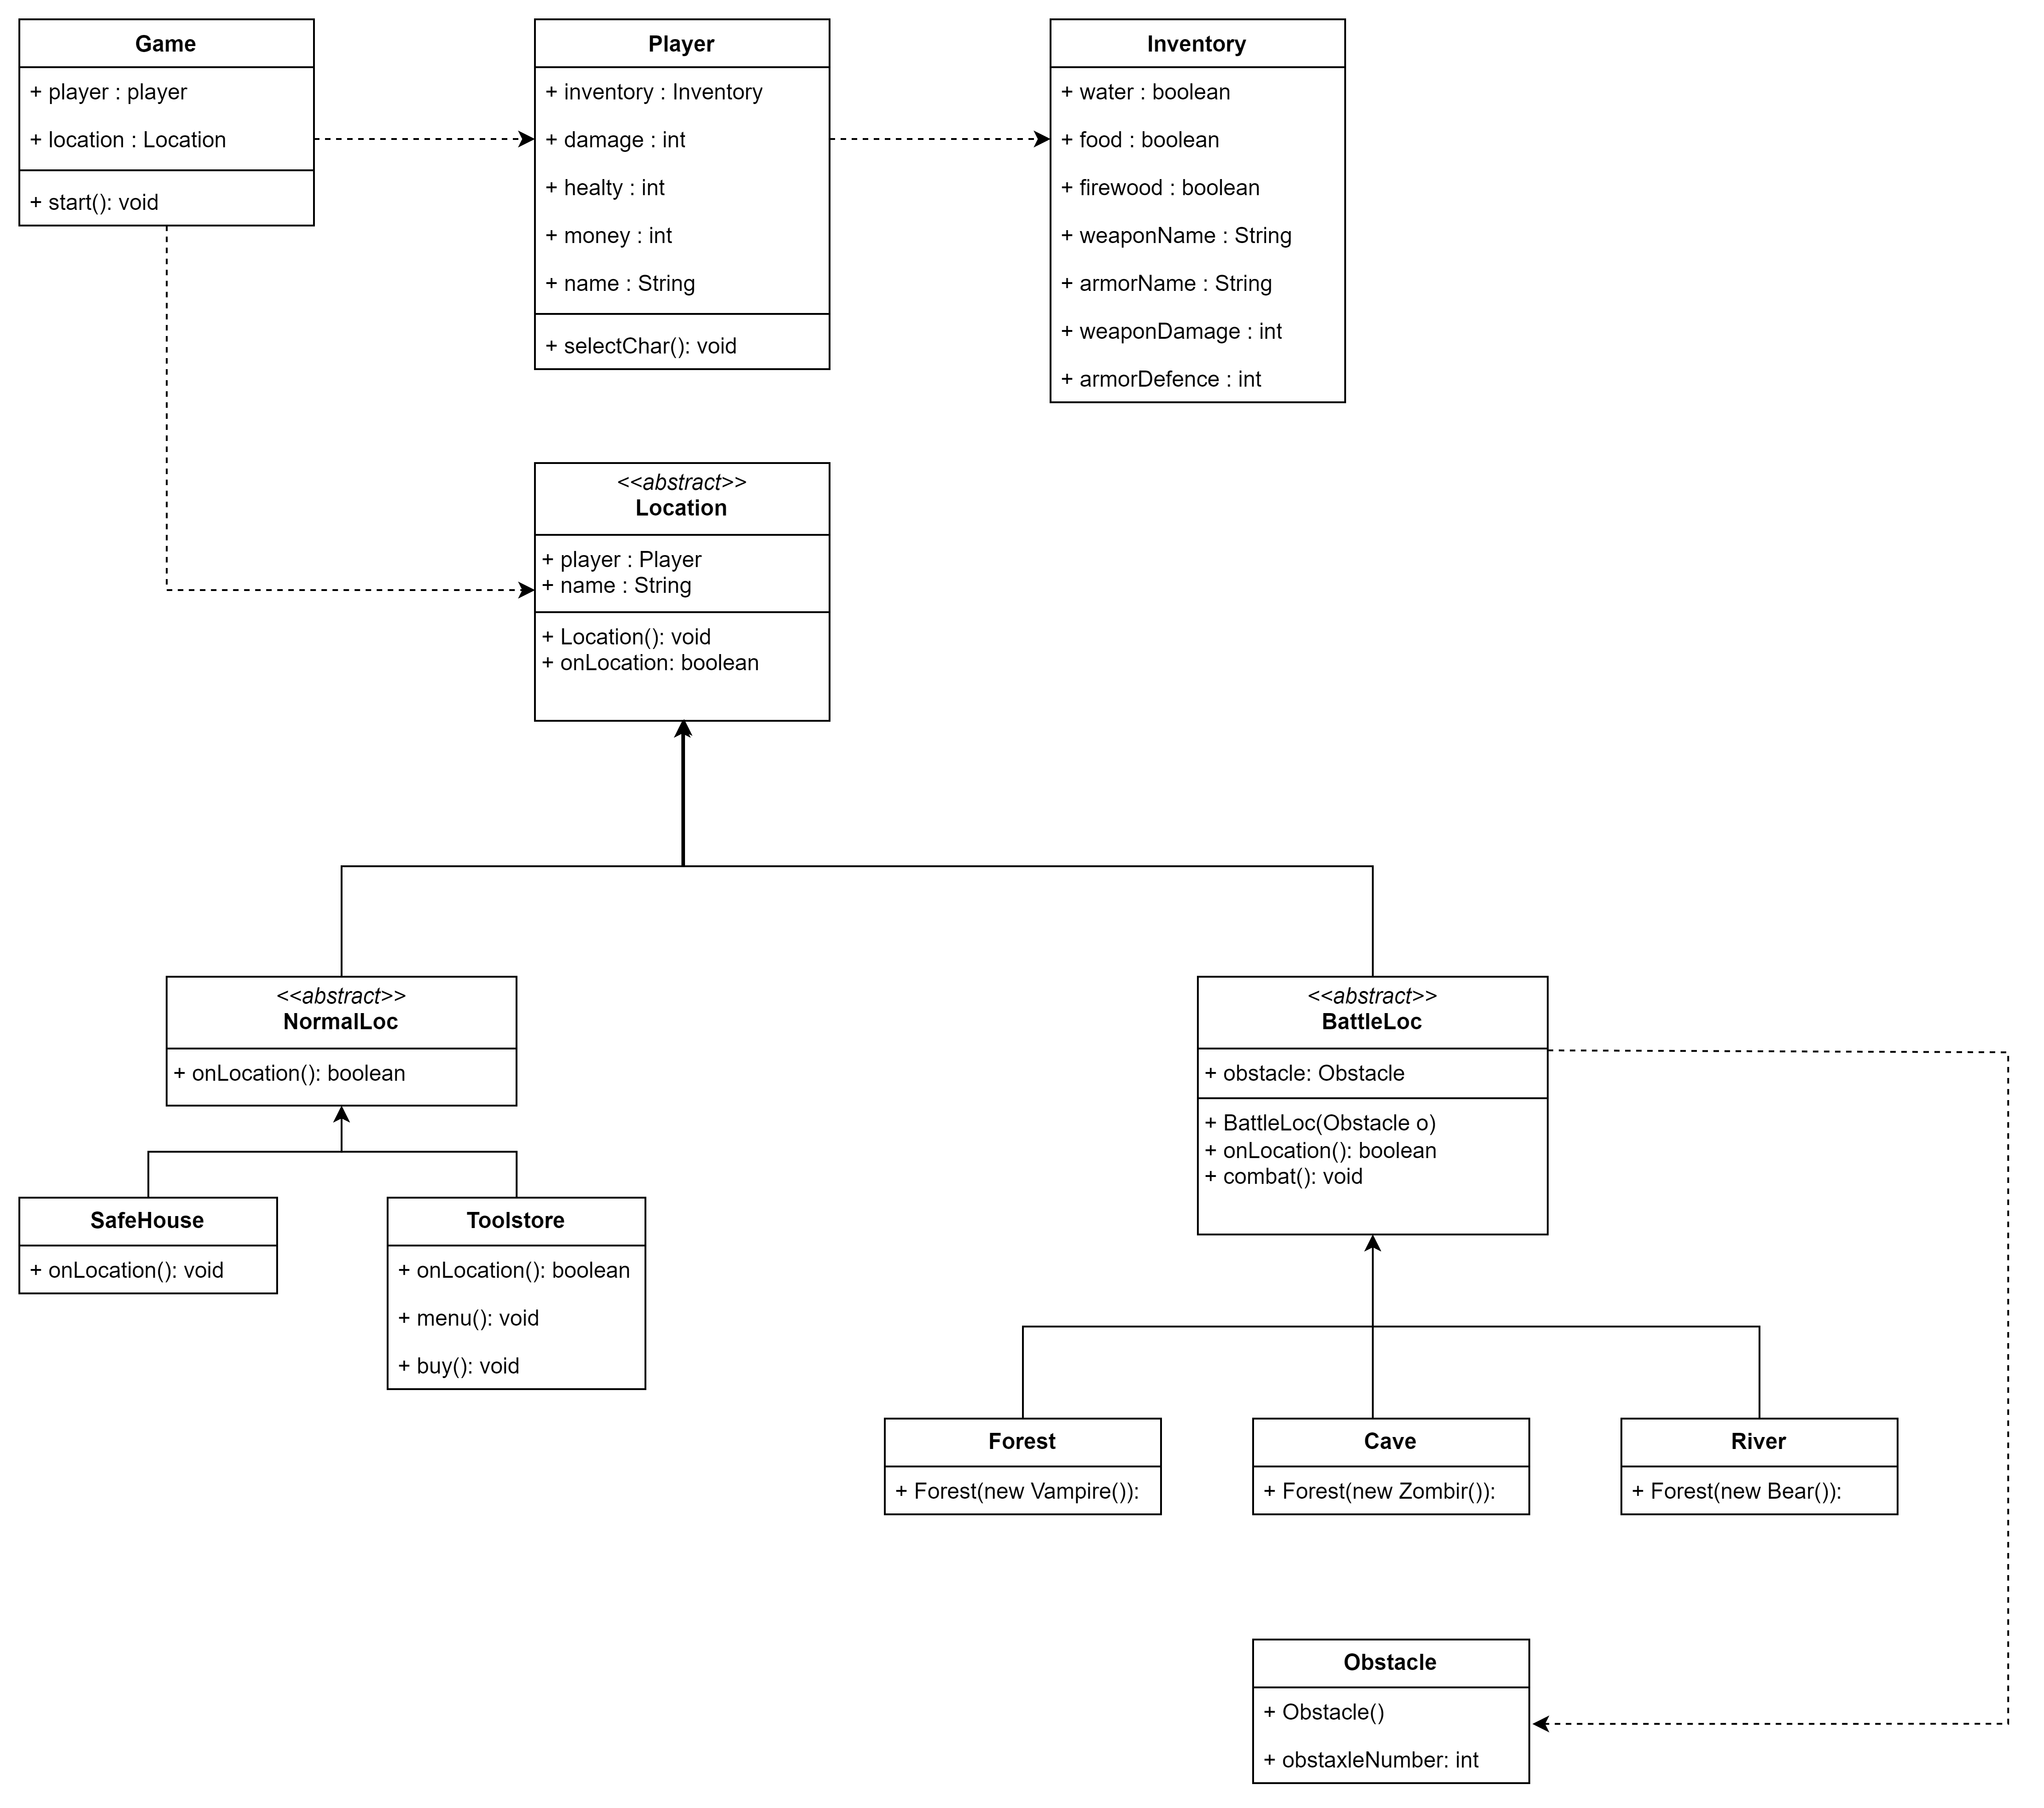 Game
+ player : player
+ location : Location
+ start(): void
Player
+ inventory : Inventory
+ damage : int
+ healty : int
+ money : int
+ name : String
+ selectChar(): void
Inventory
+ water : boolean
+ food : boolean
+ firewood : boolean
+ weaponName : String
+ armorName : String
+ weaponDamage : int
+ armorDefence : int
<<abstract>>
Location
+ player : Player
+ name : String
+ Location(): void
+ onLocation: boolean
<<abstract>>
NormalLoc
+ onLocation(): boolean
<<abstract>>
BattleLoc
+ obstacle: Obstacle
+ BattleLoc(Obstacle o)
+ onLocation(): boolean
+ combat(): void
SafeHouse
+ onLocation(): void
Toolstore
+ onLocation(): boolean
+ menu(): void
+ buy(): void
Forest
+ Forest(new Vampire()):
Cave
+ Forest(new Zombir()):
River
+ Forest(new Bear()):
Obstacle
+ Obstacle()
+ obstaxleNumber: int